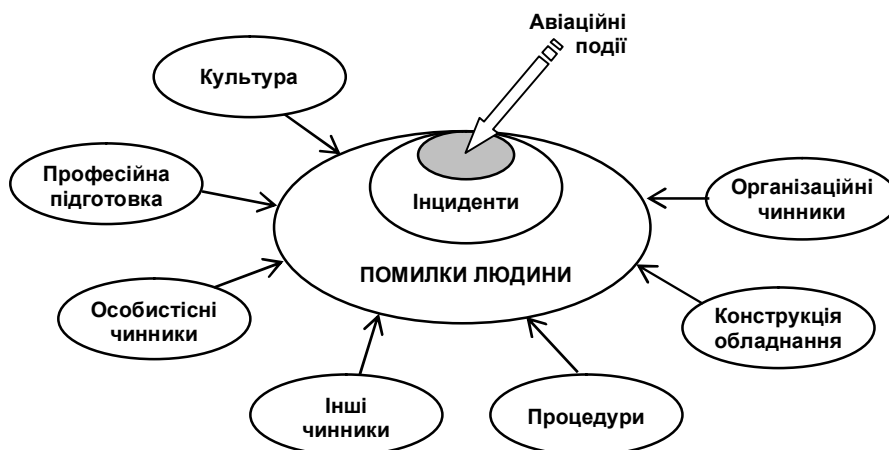 Авіаційні
події
Культура
Професійна
підготовка
Інциденти
Організаційні
чинники
ПОМИЛКИ ЛЮДИНИ
Особистісні
чинники
Конструкція
обладнання
Інші
чинники
Процедури